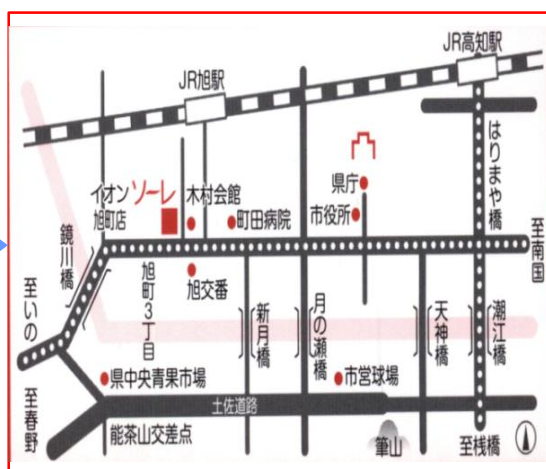 JR高知駅
JR旭駅
はりまや橋
イオン
旭町店
ソーレ
木村会館
町田病院
県庁
市役所
鏡川橋
至いの
至春野
旭町3丁目
旭交番
新月橋
月の瀬橋
天神橋
潮江橋
至南国
県中央青果市場
市営球場
土佐道路
能茶山交差点
筆山
至桟橋